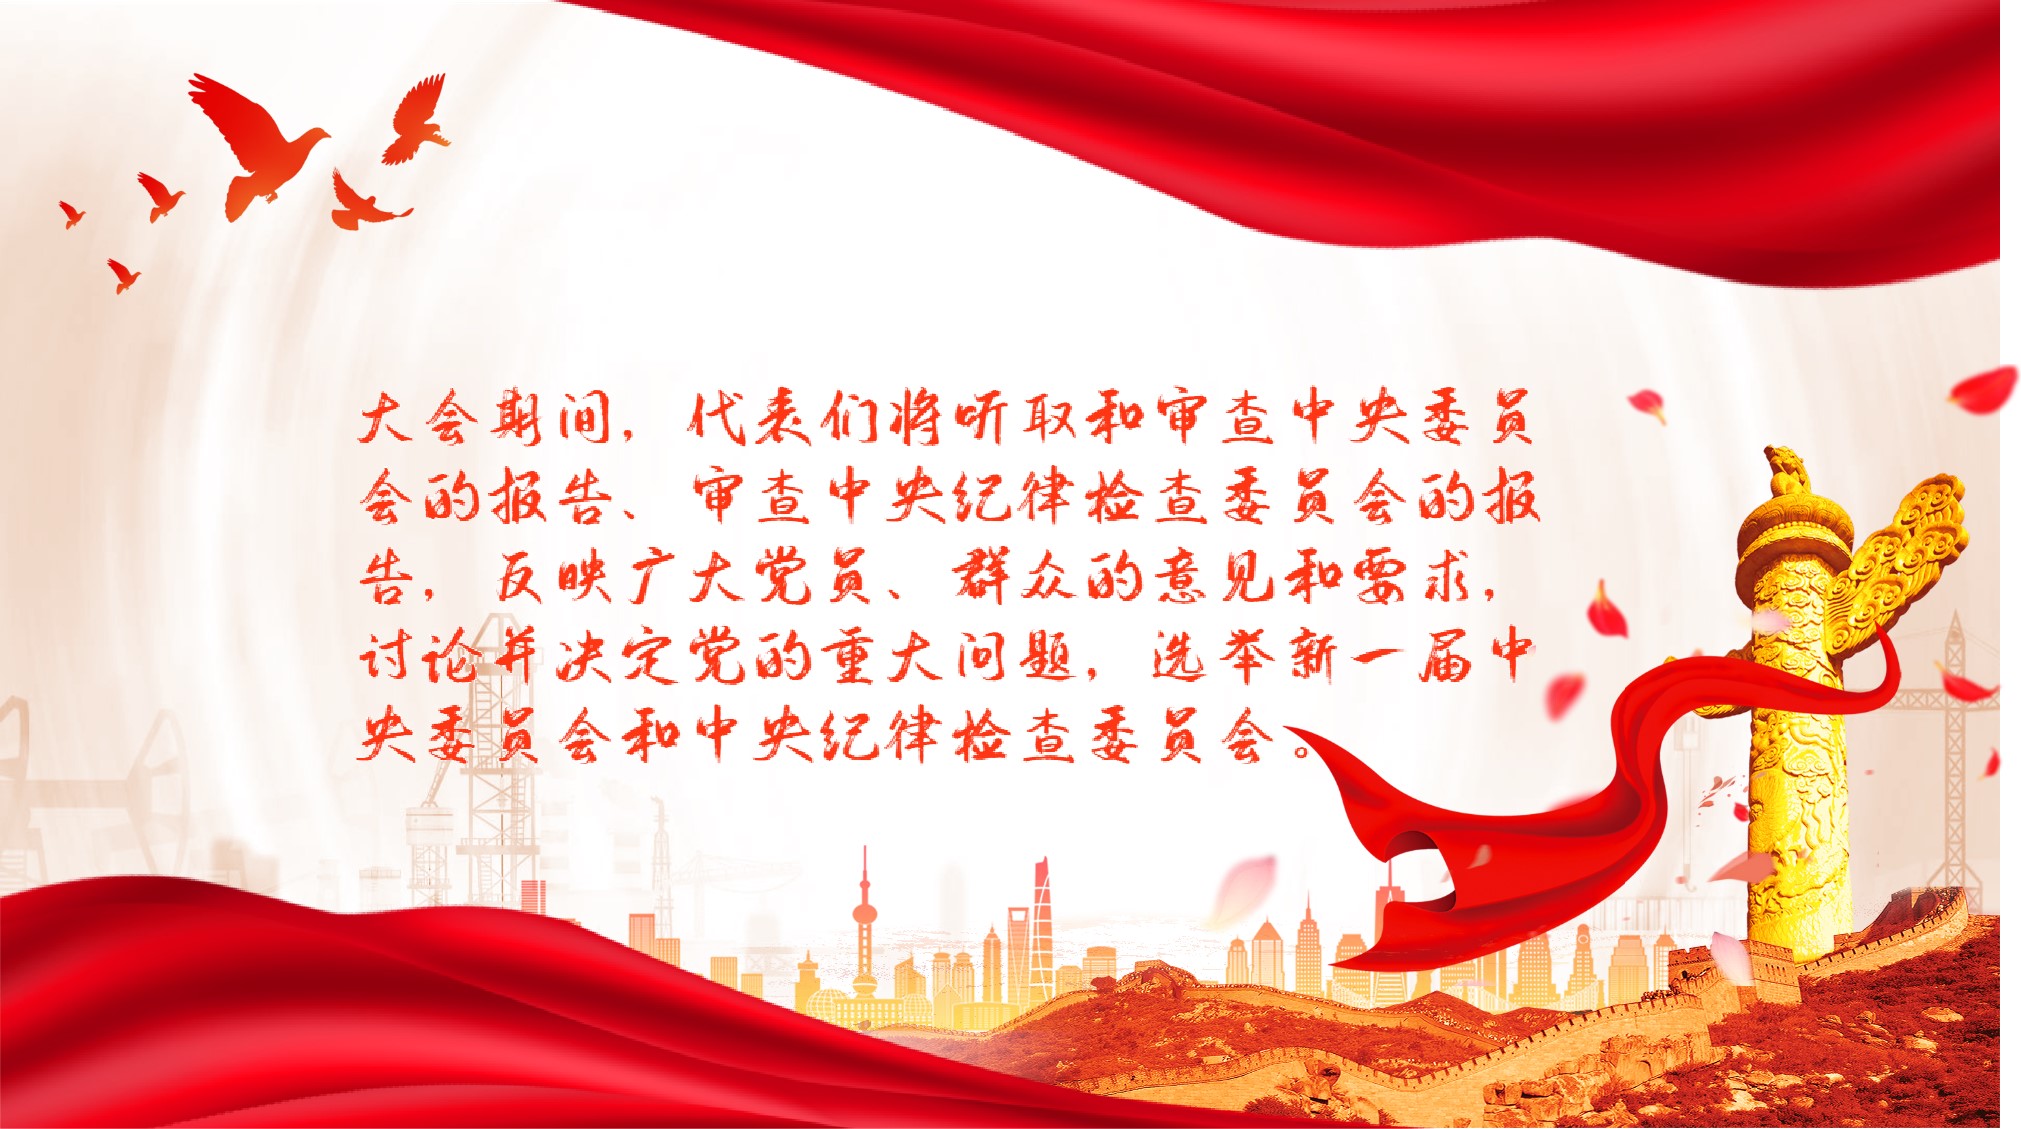 大会期间，代表们将听取和审查中央委员
会的报告、审查中央纪律检查委员会的报
告，反映广大党员、群众的意见和要求，
讨论并决定党的重大问题，选举新一届中
央委员会和中央纪律检查委员会。